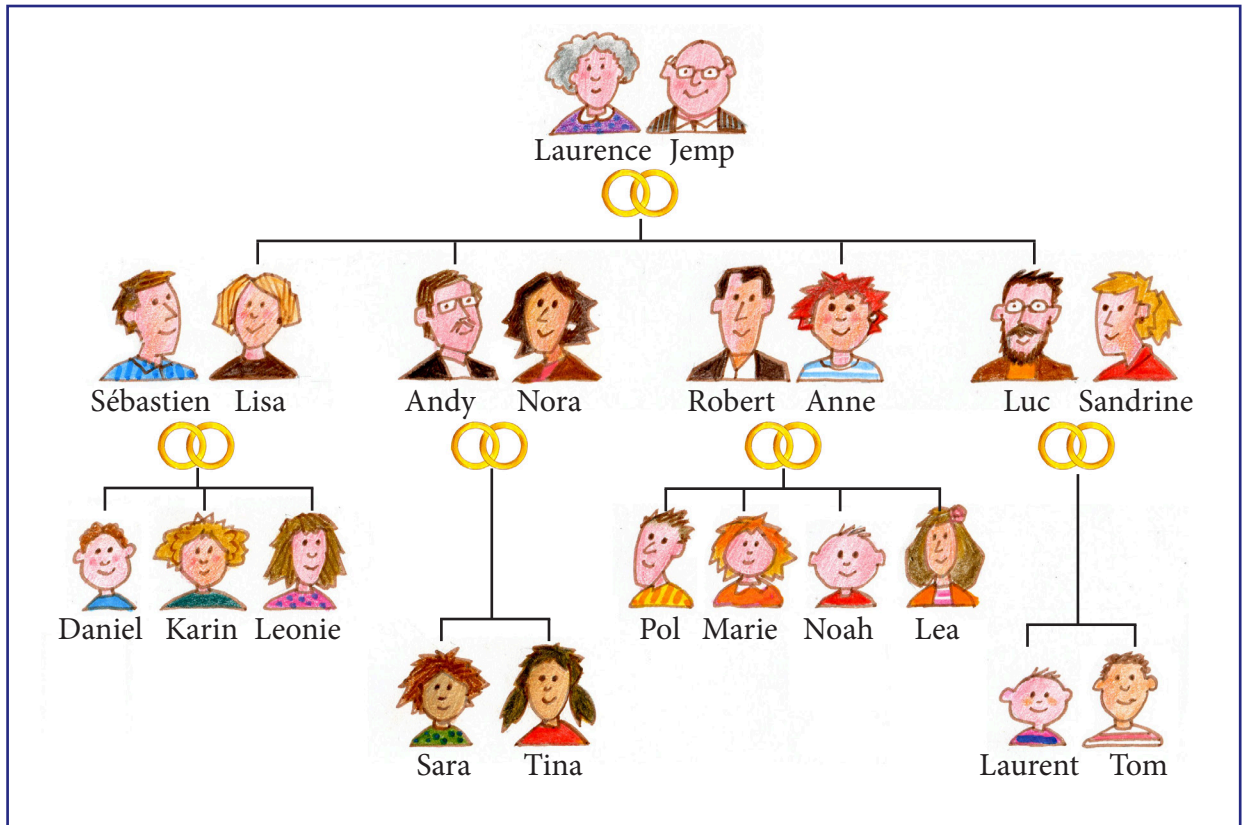 Laurence Jemp
Sébastien Lisa Andy Nora Robert Anne Luc Sandrine
Daniel Karin Leonie Pol Marie Noah Lea
Sara Tina Laurent Tom